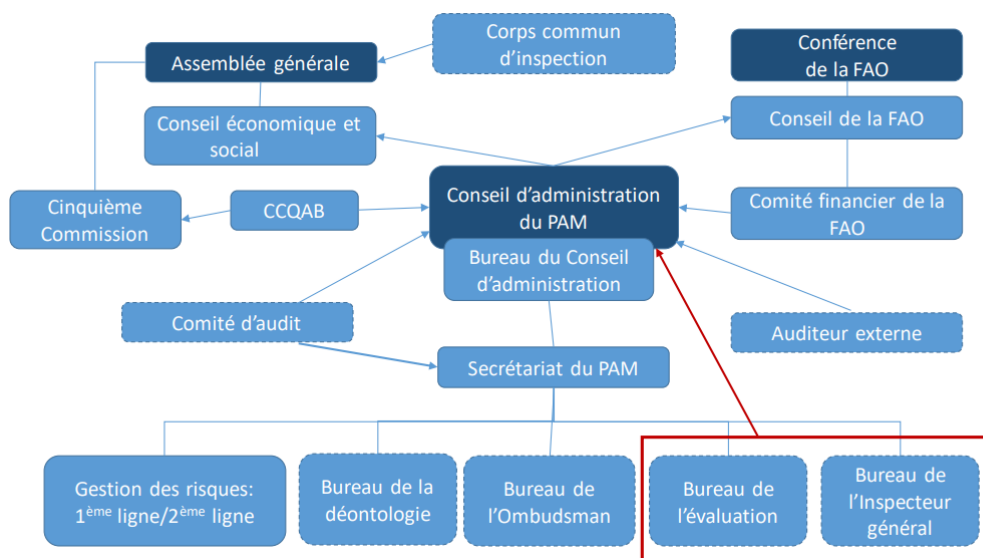 Corps commun
d'inspection
Assemblée générale
Conférence
de la FAO
Conseil économique et
social
Conseil de la FAO
Cinquième
Commission
CCQAB
Conseil d'administration
du PAM
Comité financier de la
FAO
Bureau du Conseil
d'administration
Comité d'audit
Auditeur externe
Secrétariat du PAM
Gestion des risques:
1ème ligne/2ème ligne
Bureau de la
déontologie
Bureau de
l'Ombudsman
Bureau de
l'évaluation
Bureau de
l'Inspecteur
général